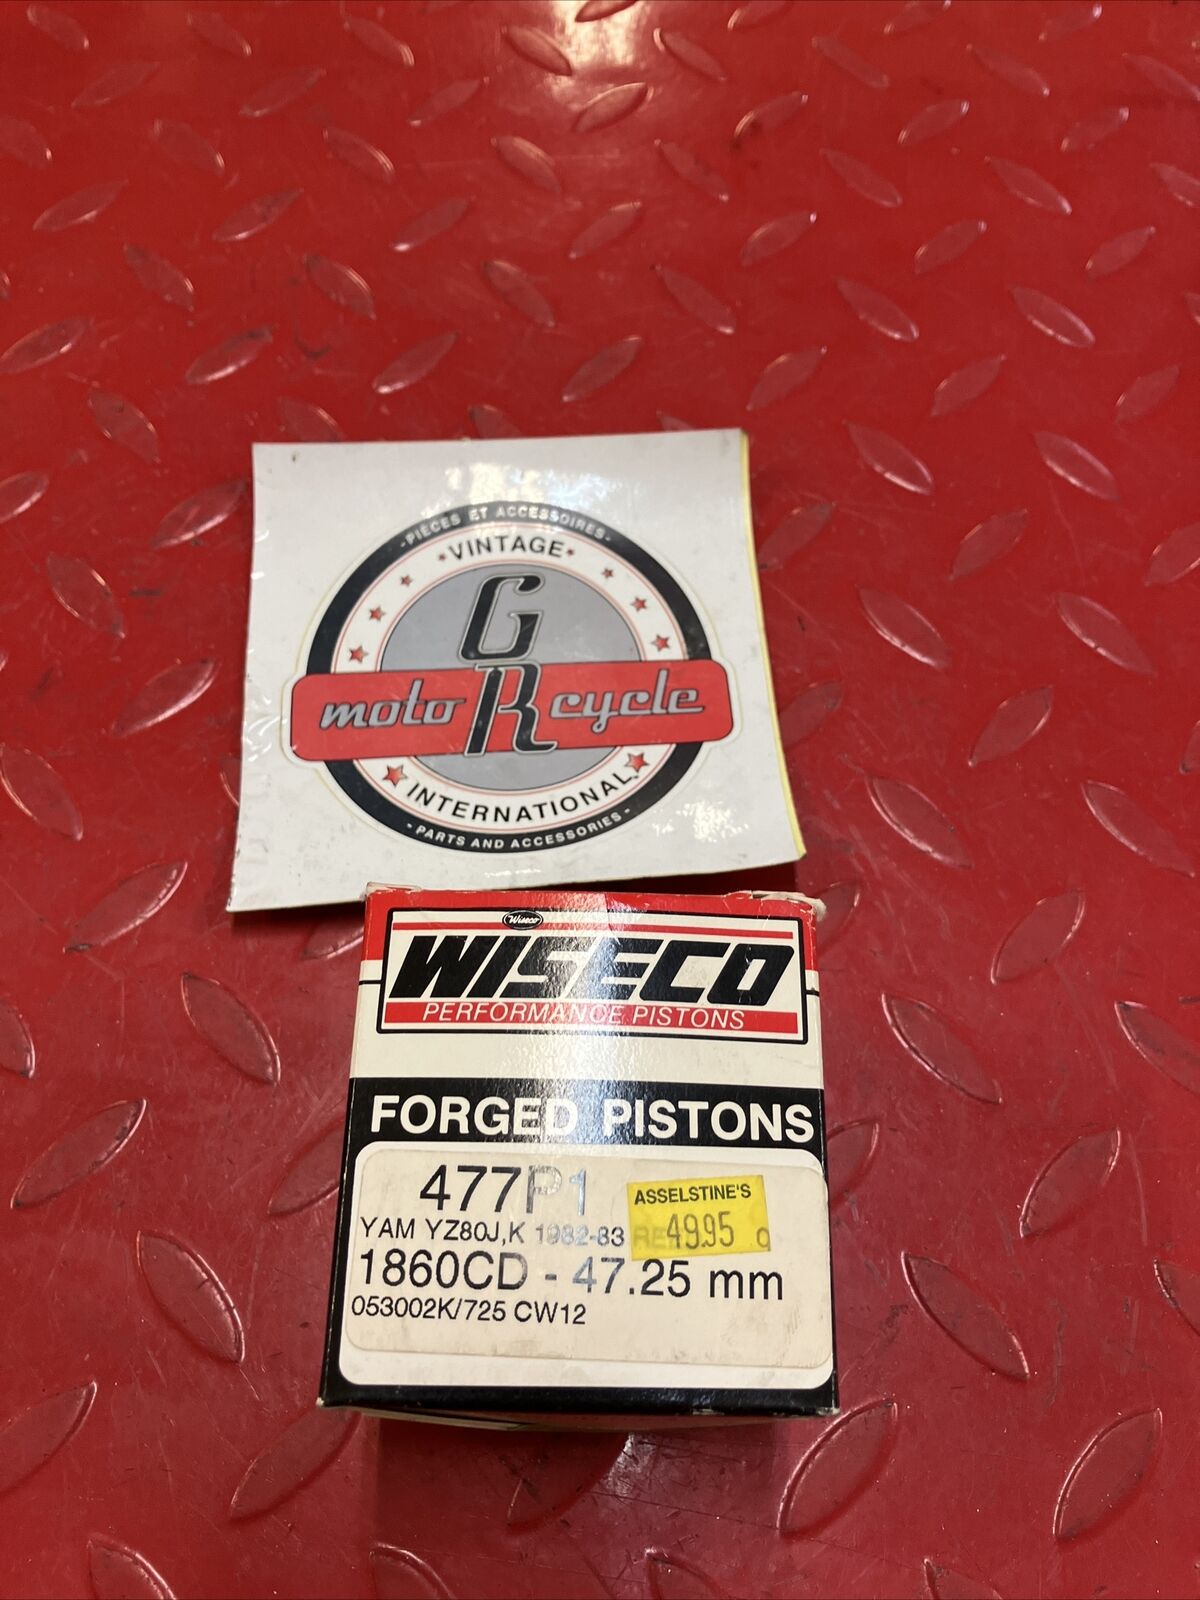 -PIÈCES ET ACCESSOIRES-
•VINTAGE•
G
moto R cycle
INTERNATIONAL
- PARTS AND ACCESSORIES -
Wiseco
WISECO
PERFORMANCE PISTONS
FORGED PISTONS
477P1
ASSELSTINE'S
YAM YZ80J,K 1982-83
49.95
1860CD - 47.25 mm
053002K/725 CW12